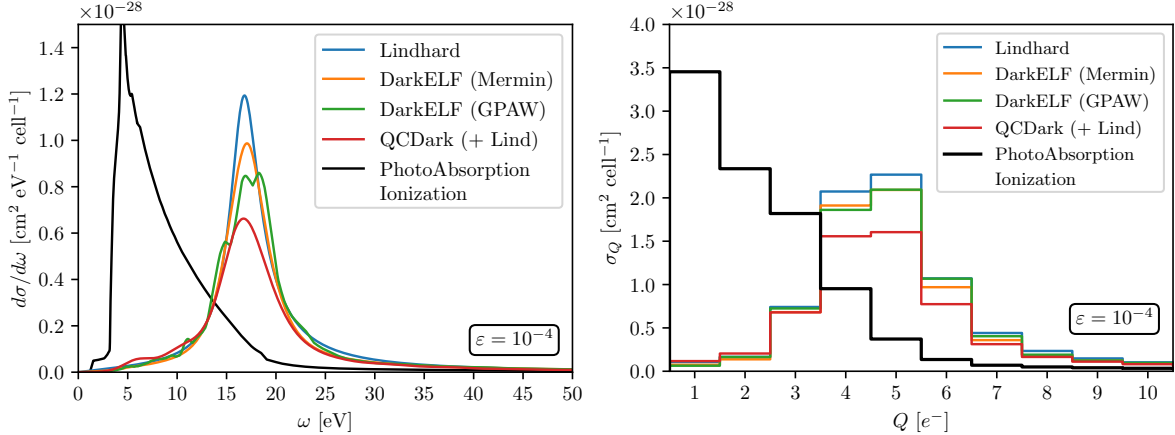 ×10−28
1.4
1.2
1.0
0.8
0.6
0.4
0.2
0.0
dσ/dω [cm² eV⁻¹ cell⁻¹]
0 5 10 15 20 25 30 35 40 45 50
ω [eV]
Lindhard
DarkELF (Mermin)
DarkELF (GPAW)
QCDark (+ Lind)
PhotoAbsorption
Ionization
ε = 10⁻⁴
×10−28
4.0
3.5
3.0
2.5
2.0
1.5
1.0
0.5
0.0
σ_Q [cm² cell⁻¹]
1 2 3 4 5 6 7 8 9 10
Q [e⁻]
Lindhard
DarkELF (Mermin)
DarkELF (GPAW)
QCDark (+ Lind)
PhotoAbsorption
Ionization
ε = 10⁻⁴